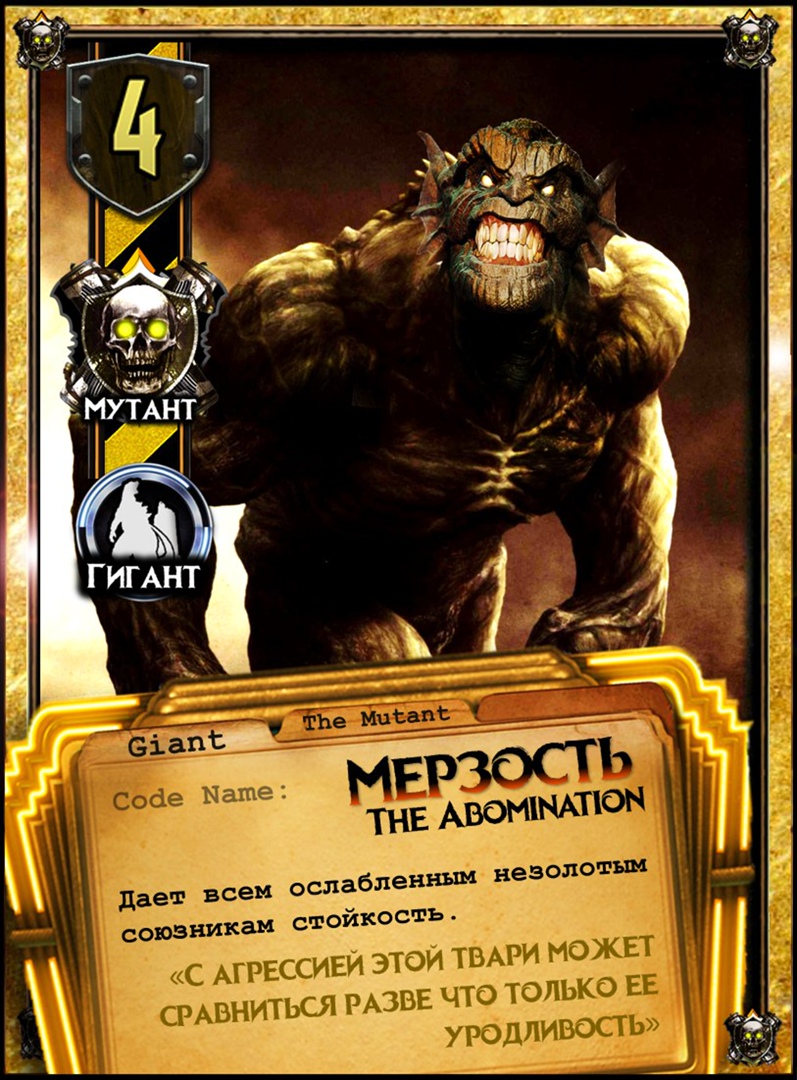 4
МУТАНТ
ГИГАНТ
Giant
The Mutant
Code Name:
МЕРЗОСТЬ
THE ABOMINATION
Дает всем ослабленным незолотым
союзникам стойкость.
«С АГРЕССИЕЙ ЭТОЙ ТВАРИ МОЖЕТ
СРАВНИТЬСЯ РАЗВЕ ЧТО ТОЛЬКО ЕЕ
УРОДЛИВОСТЬ»